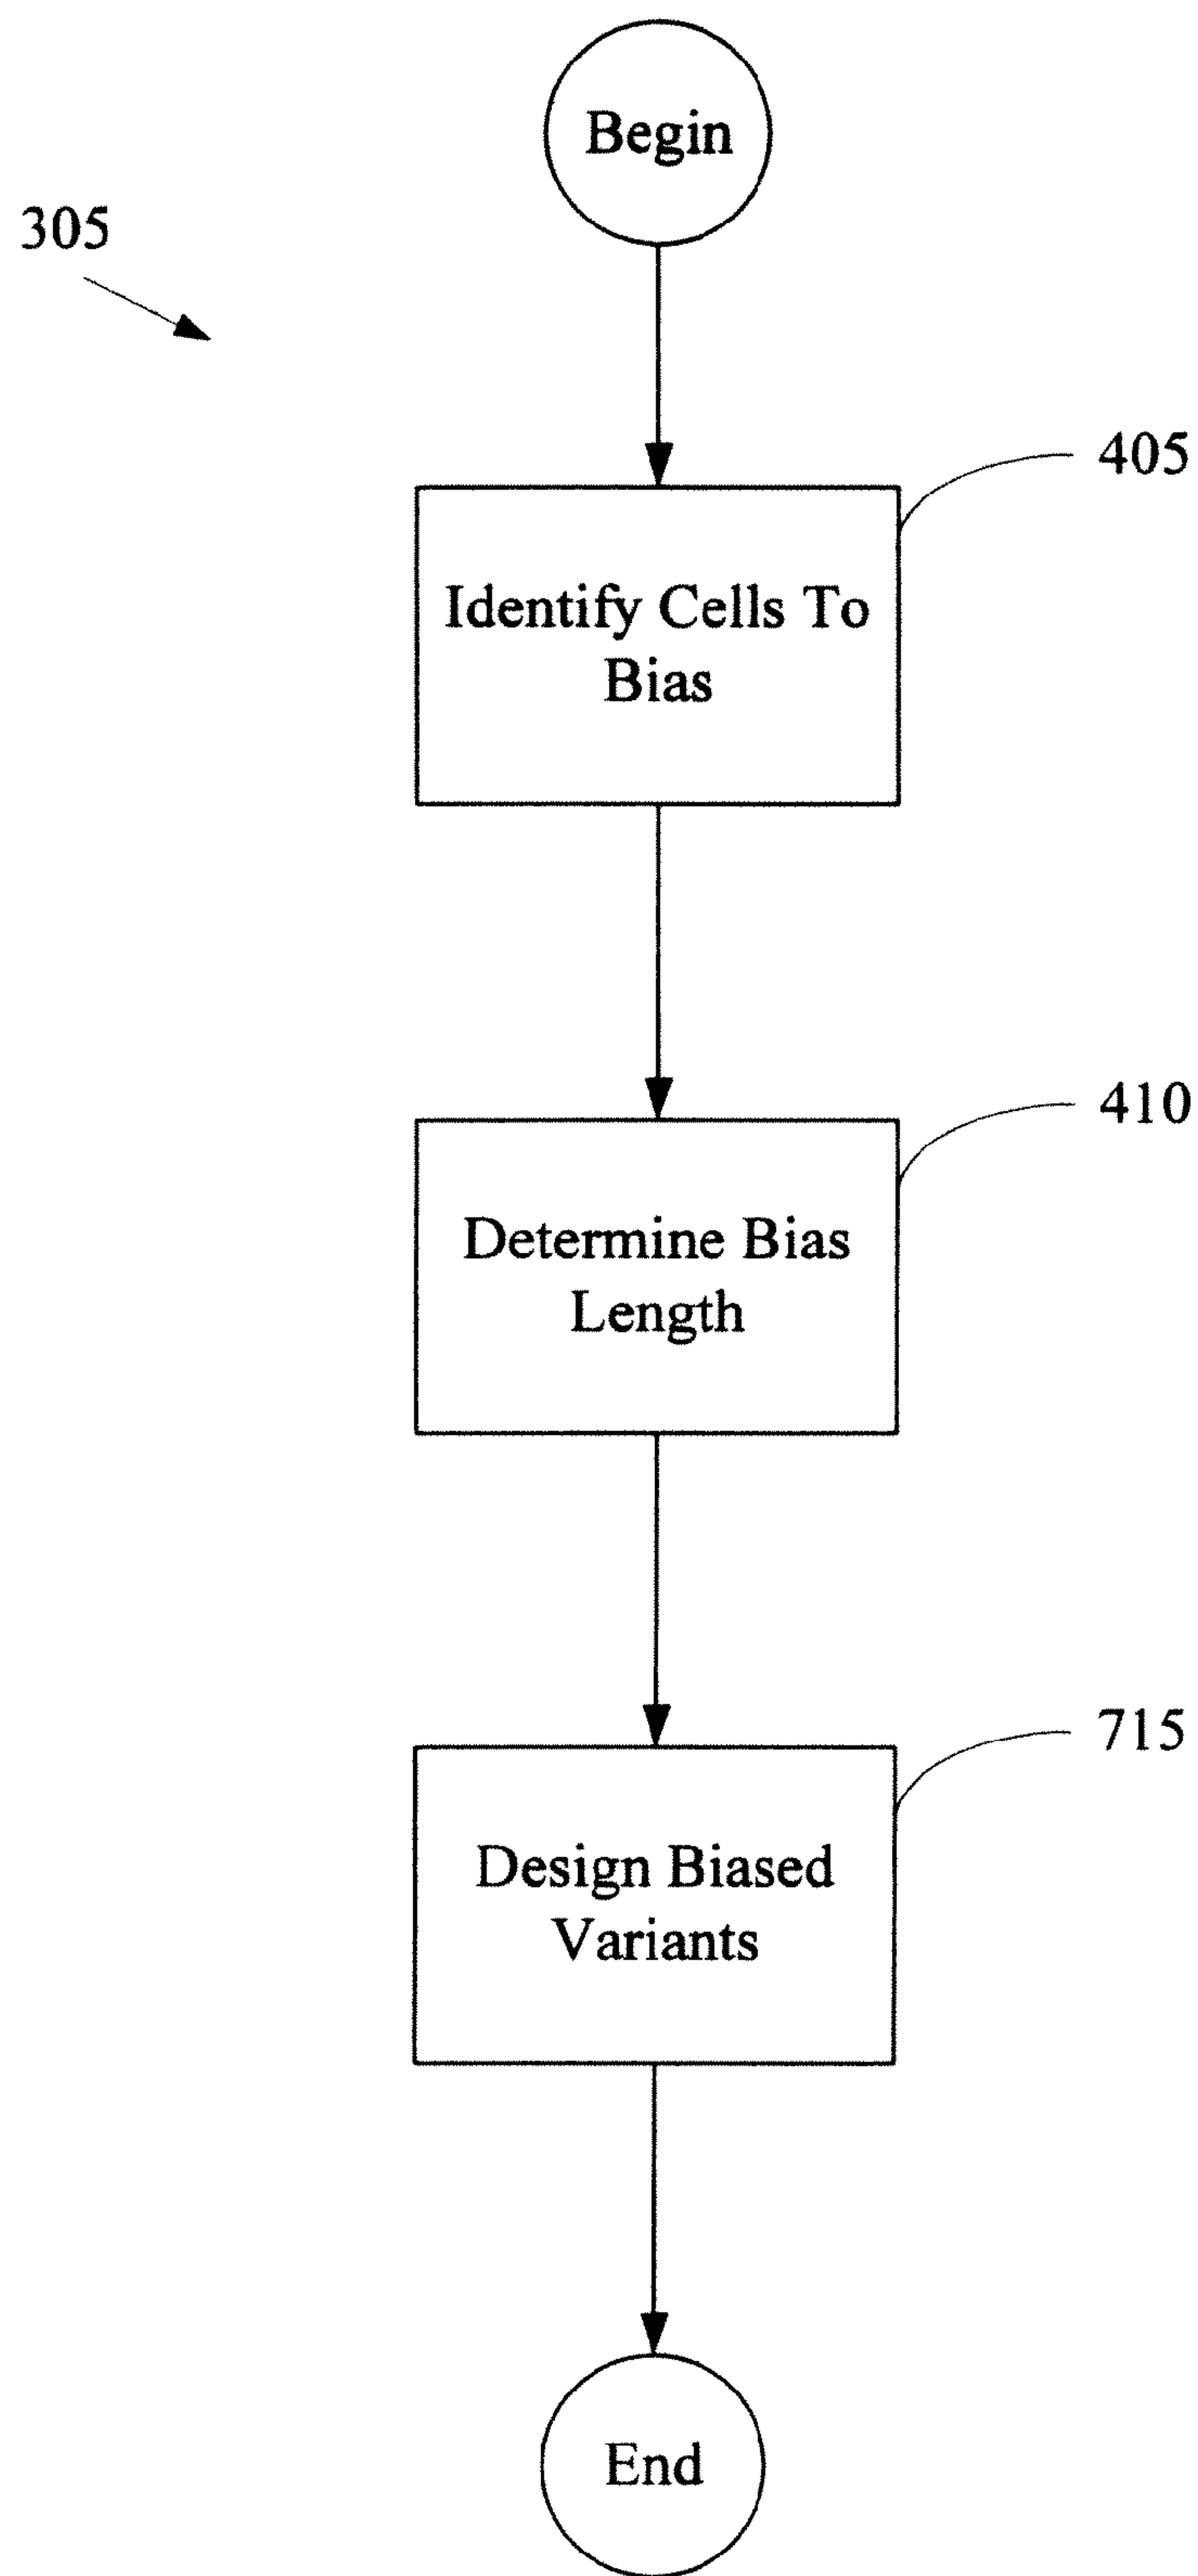 Begin
305
405
Identify Cells To
Bias
410
Determine Bias
Length
715
Design Biased
Variants
End